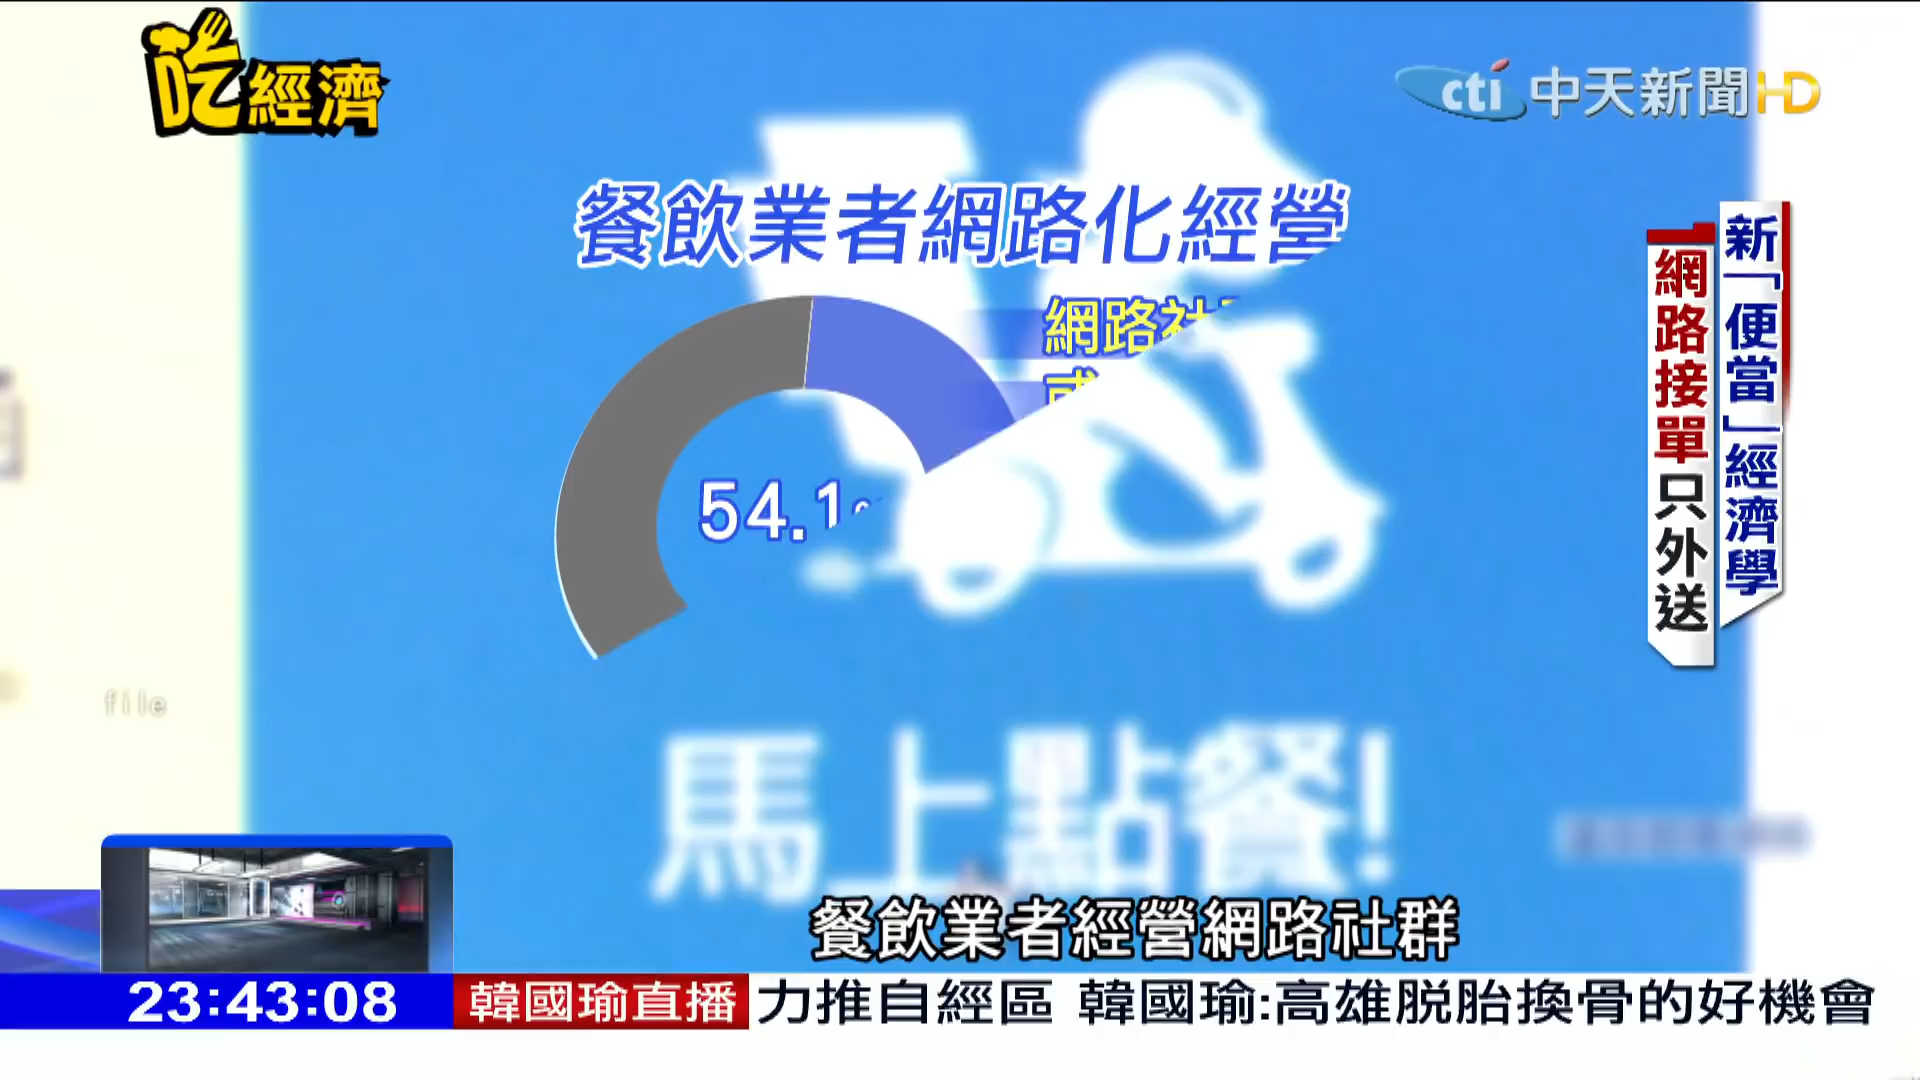 吃經濟
cti 中天新聞HD
餐飲業者網路化經營
網路社
54.1
新「便當」經濟學
網路接單只外送
file
馬上點餐!
餐飲業者經營網路社群
23:43:08
韓國瑜直播 力推自經區 韓國瑜:高雄脫胎換骨的好機會